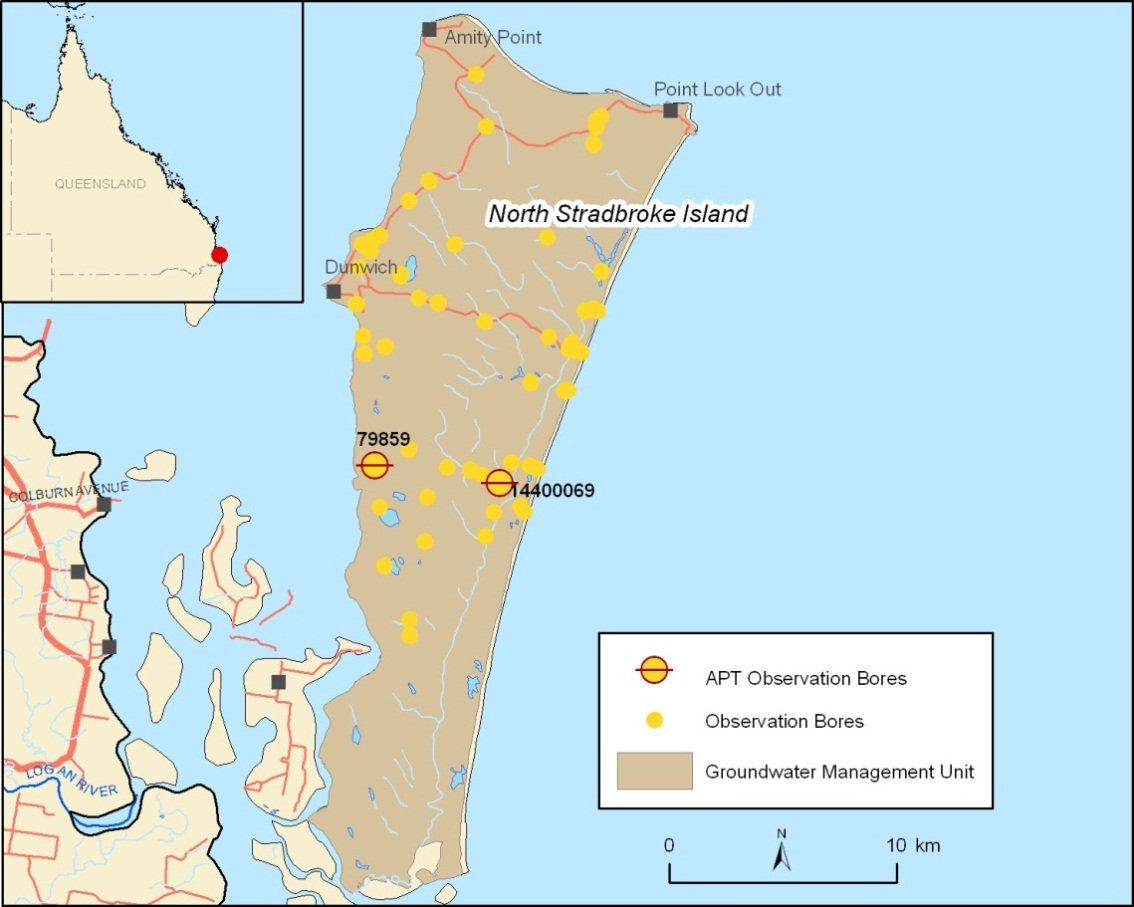 Amity Point
Point Look Out
QUEENSLAND
North Stradbroke Island
Dunwich
79859
14400069
COLBURN AVENUE
LOGAN RIVER
APT Observation Bores
Observation Bores
Groundwater Management Unit
N
0 10 km